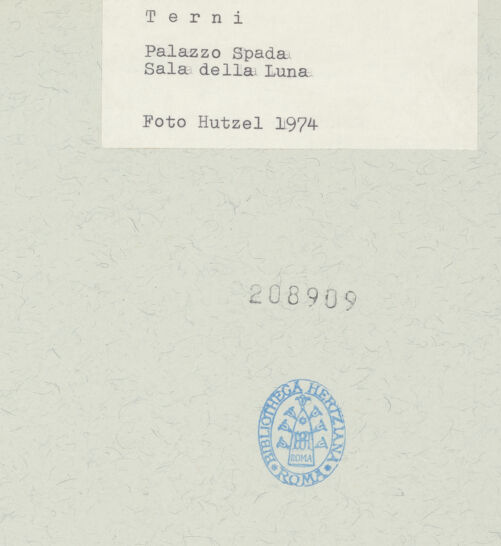 T e r n i
Palazzo Spada
Sala della Luna
Foto Hutzel 1974
208909
BIBLIOTHECA HERTZIANA
ROMA
ROMA